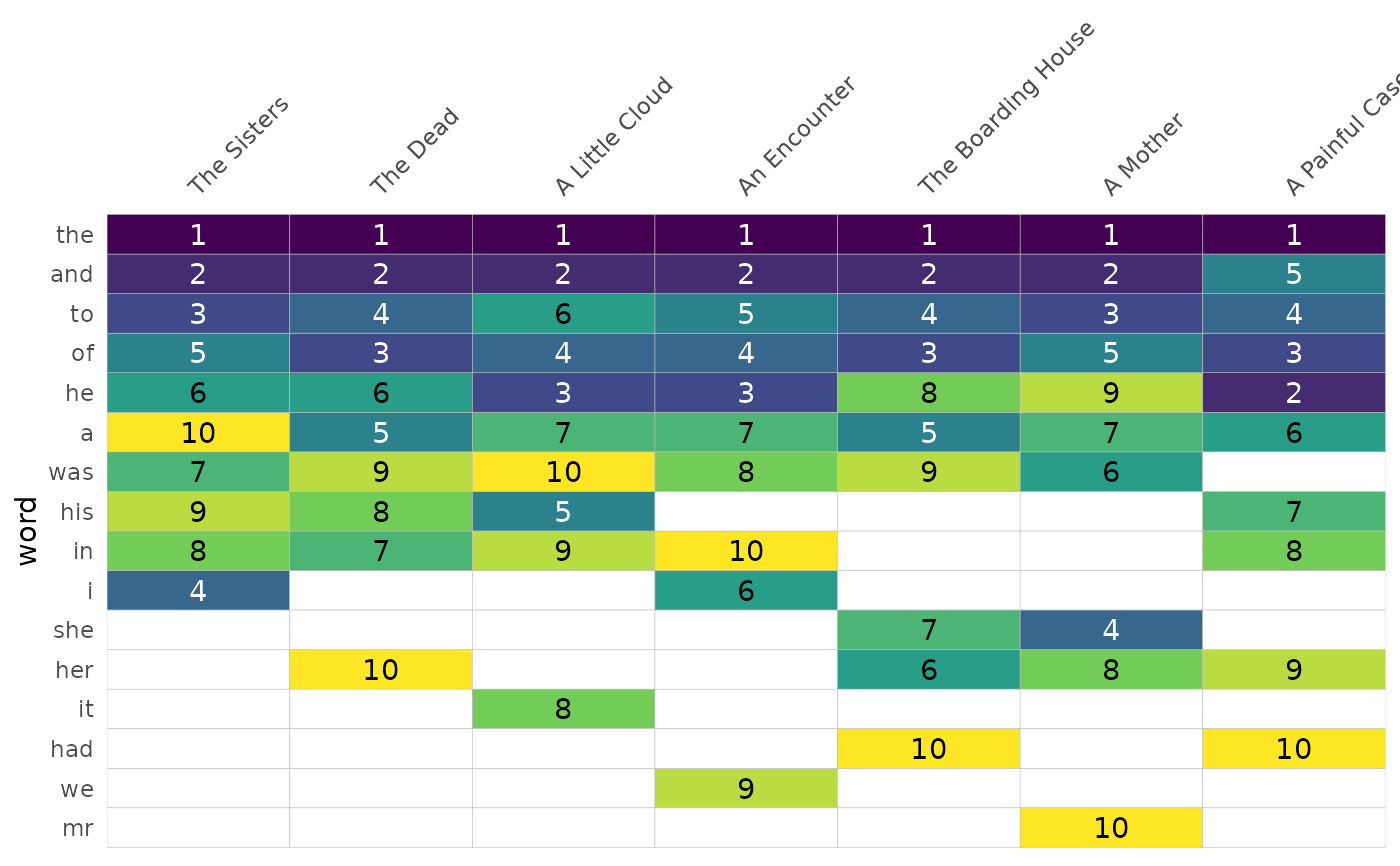 The Sisters
The Dead
A Little Cloud
An Encounter
The Boarding House
A Mother
A Painful Case
word
the 1 1 1 1 1 1 1
and 2 2 2 2 2 2 5
to 3 4 6 5 4 3 4
of 5 3 4 4 3 5 3
he 6 6 3 3 8 9 2
a 10 5 7 7 5 7 6
was 7 9 10 8 9 6
his 9 8 5 7
in 8 7 9 10 8
i 4 6
she 7 4
her 10 6 8 9
it 8
had 10 10
we 9
mr 10